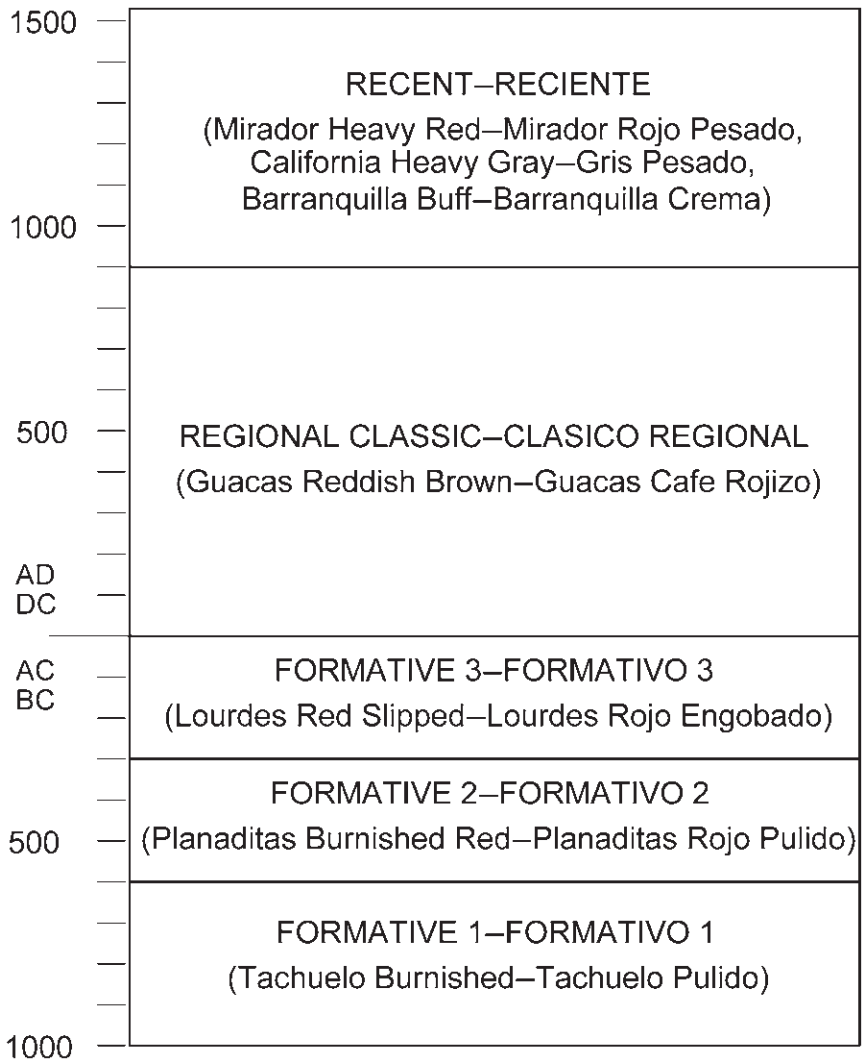 1500
RECENT–RECIENTE
(Mirador Heavy Red–Mirador Rojo Pesado,
California Heavy Gray–Gris Pesado,
Barranquilla Buff–Barranquilla Crema)
1000
500
REGIONAL CLASSIC–CLASICO REGIONAL
(Guacas Reddish Brown–Guacas Cafe Rojizo)
AD
DC
AC
BC
FORMATIVE 3–FORMATIVO 3
(Lourdes Red Slipped–Lourdes Rojo Engobado)
FORMATIVE 2–FORMATIVO 2
500
(Planaditas Burnished Red–Planaditas Rojo Pulido)
FORMATIVE 1–FORMATIVO 1
(Tachuelo Burnished–Tachuelo Pulido)
1000